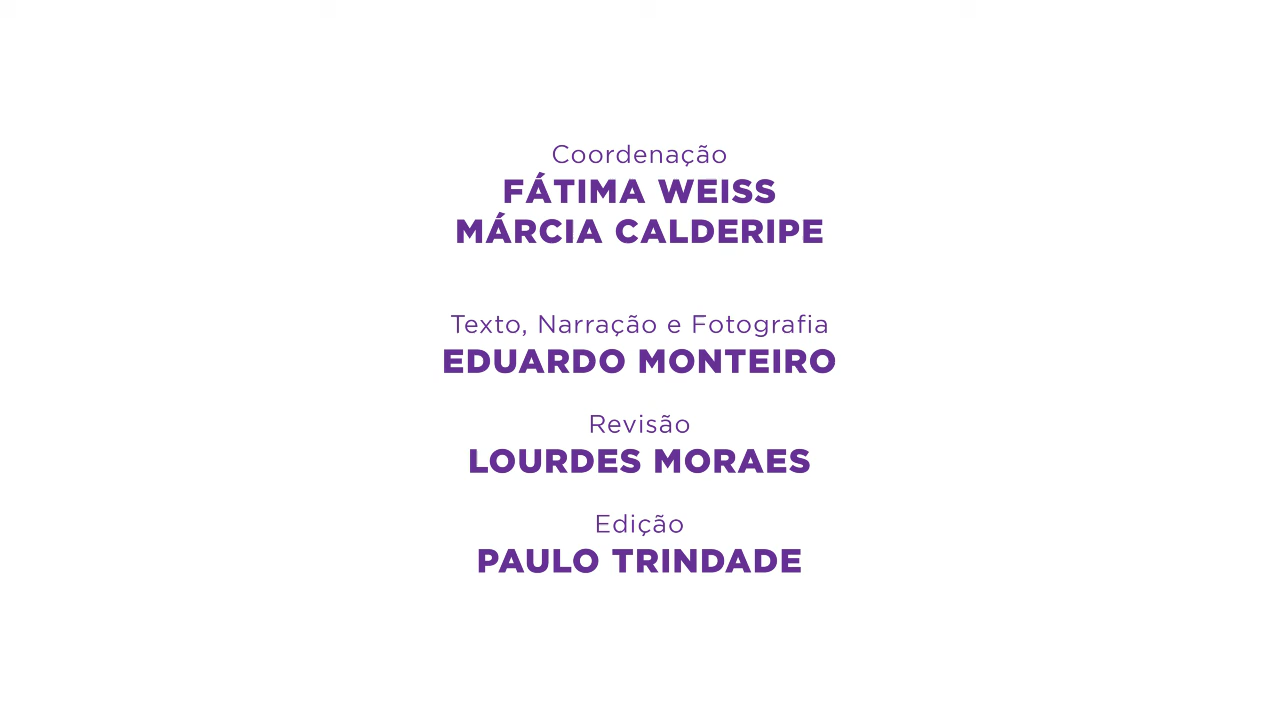 Coordenação
FÁTIMA WEISS
MÁRCIA CALDERIPE
Texto, Narração e Fotografia
EDUARDO MONTEIRO
Revisão
LOURDES MORAES
Edição
PAULO TRINDADE